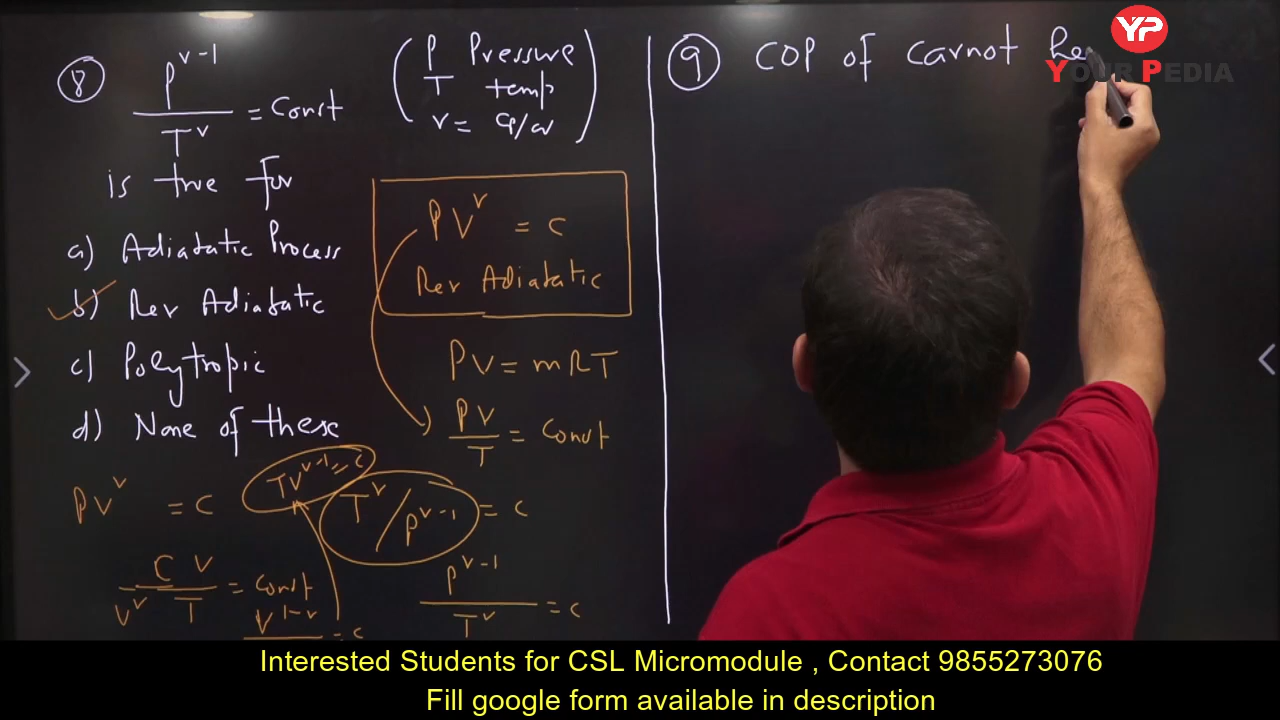 8
P^γ-1
/ T^γ = Const
( P Pressure
T temp
γ = Cp/Cv )
is true for
a) Adiabatic Process
b) Rev Adiabatic
c) Polytropic
d) None of these
PV^γ = C
Rev Adiabatic
PV = mRT
PV/T = Const
PV^γ = C
TV^γ-1 = C
T^γ/P^γ-1 = C
C V / V^γ T = Const
V^1-γ = C
P^γ-1 / T^γ = C
9 COP of Carnot He
YP
YOUR PEDIA
Interested Students for CSL Micromodule , Contact 9855273076
Fill google form available in description